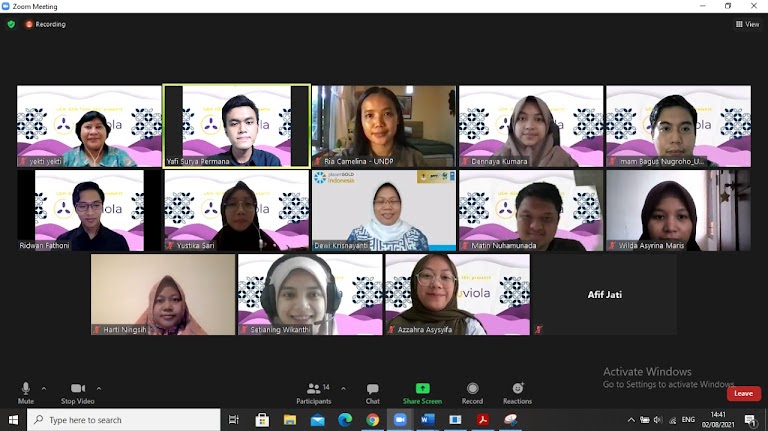 Zoom Meeting
Recording
View
yekti yekti
Yafi Surya Permana
Ria Camelina - UNDP
Dennaya Kumara
Imam Bagus Nugroho_U...
Ridwan Fathoni
Yustika Sari
planetGOLD
Indonesia
Dewi Krisnayanti
Matin Nuhamunada
Wilda Asyrina Maris
Harti Ningsih
Setianing Wikanthi
viola
Azzahra Asysyifa
Afif Jati
Activate Windows
Go to Settings to activate Windows.
Mute
Stop Video
14
Participants
Chat
Share Screen
Record
Reactions
Leave
Type here to search
ENG
14:41
02/08/2021